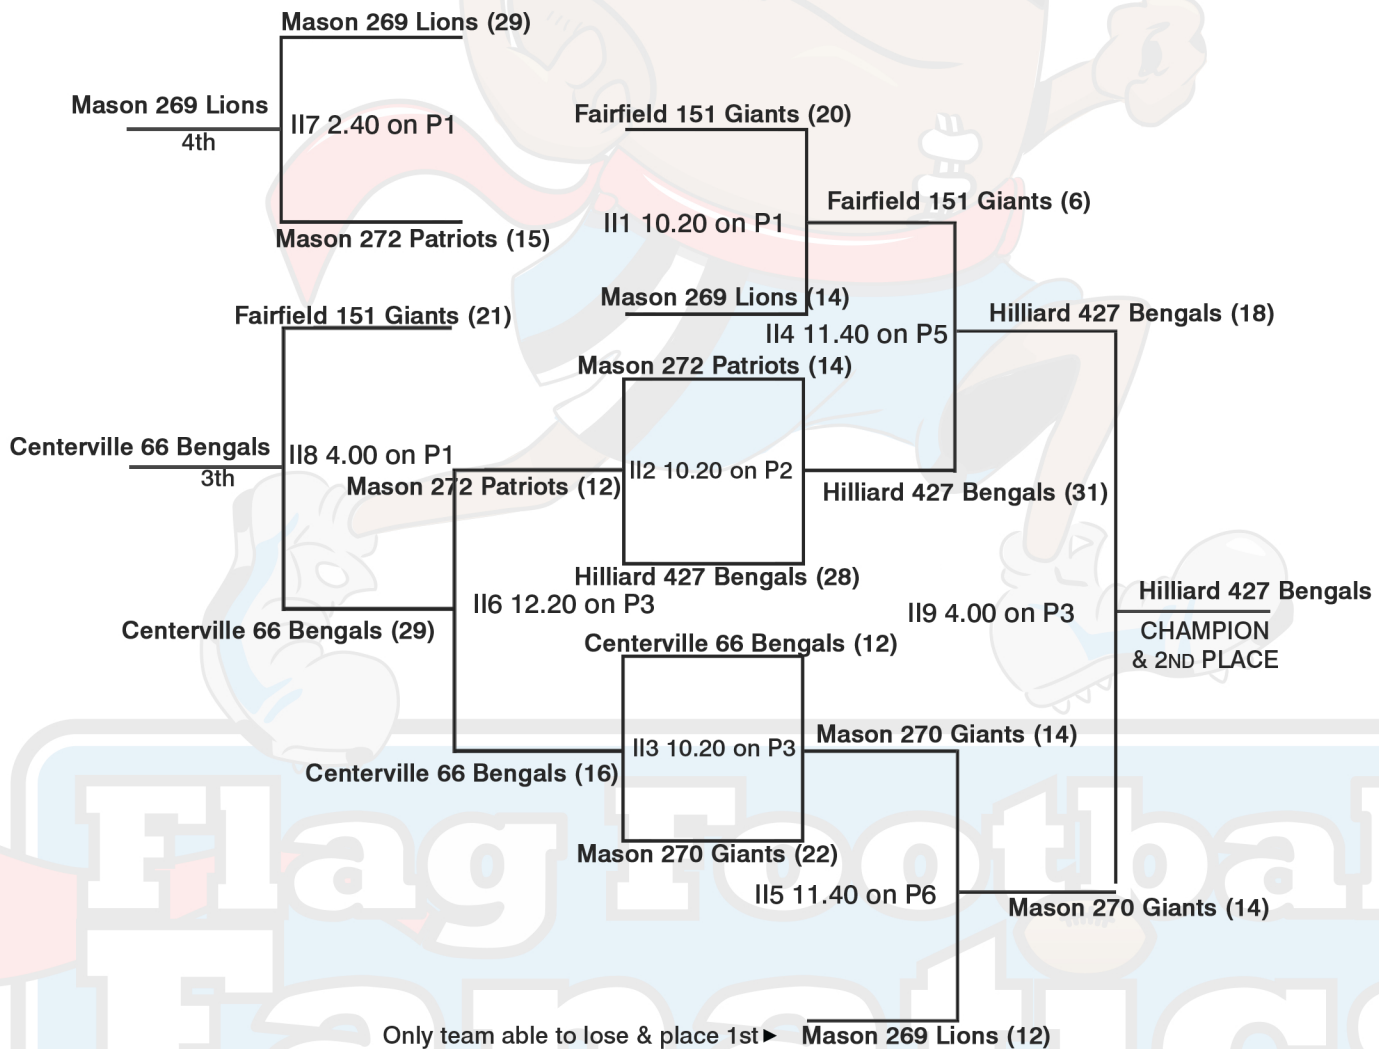 Mason 269 Lions (29)
Mason 269 Lions
4th
II7 2.40 on P1
Mason 272 Patriots (15)
Fairfield 151 Giants (20)
II1 10.20 on P1
Mason 269 Lions (14)
Fairfield 151 Giants (6)
Fairfield 151 Giants (21)
II4 11.40 on P5
Hilliard 427 Bengals (18)
Mason 272 Patriots (14)
Centerville 66 Bengals
3th
II8 4.00 on P1
Mason 272 Patriots (12)
II2 10.20 on P2
Hilliard 427 Bengals (31)
Hilliard 427 Bengals (28)
Centerville 66 Bengals (29)
II6 12.20 on P3
II9 4.00 on P3
Hilliard 427 Bengals
CHAMPION
& 2ND PLACE
Centerville 66 Bengals (12)
II3 10.20 on P3
Mason 270 Giants (14)
Centerville 66 Bengals (16)
Mason 270 Giants (22)
II5 11.40 on P6
Mason 270 Giants (14)
Only team able to lose & place 1st► Mason 269 Lions (12)
Flag Footbal
Fanatics